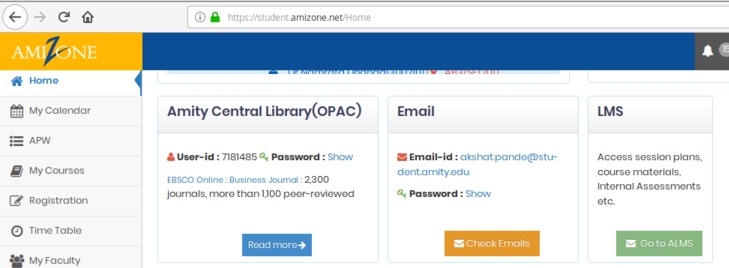 https://student.amizone.net/Home
AMIZONE
15
Home
My Calendar
APW
My Courses
Registration
Time Table
My Faculty
Amity Central Library(OPAC)
User-id : 7181485 Password : Show
EBSCO Online : Business Journal : 2,300
journals, more than 1,100 peer-reviewed
Read more
Email
Email-id : akshat.pande@stu-
dent.amity.edu
Password : Show
Check Emails
LMS
Access session plans,
course materials,
Internal Assessments
etc.
Go to ALMS